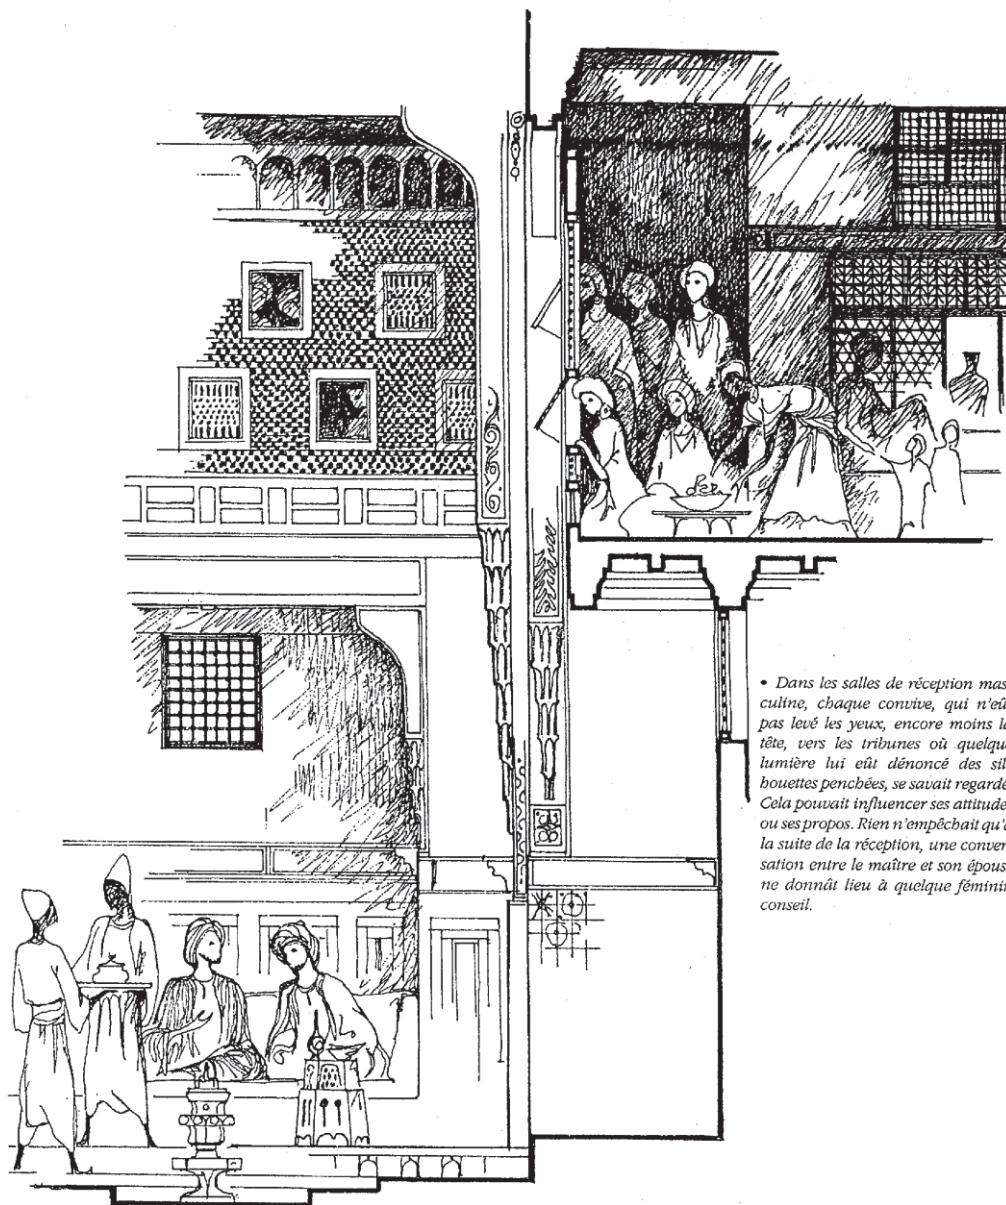 • Dans les salles de réception mas-
culine, chaque convive, qui n'eû
pas levé les yeux, encore moins la
tête, vers les tribunes où quelqu
lumière lui eût dénoncé des sil
houettes penchées, se savait regardé
Cela pouvait influencer ses attitude
ou ses propos. Rien n'empêchait qu'à
la suite de la réception, une conver
sation entre le maître et son épous
ne donnât lieu à quelque féminin
conseil.